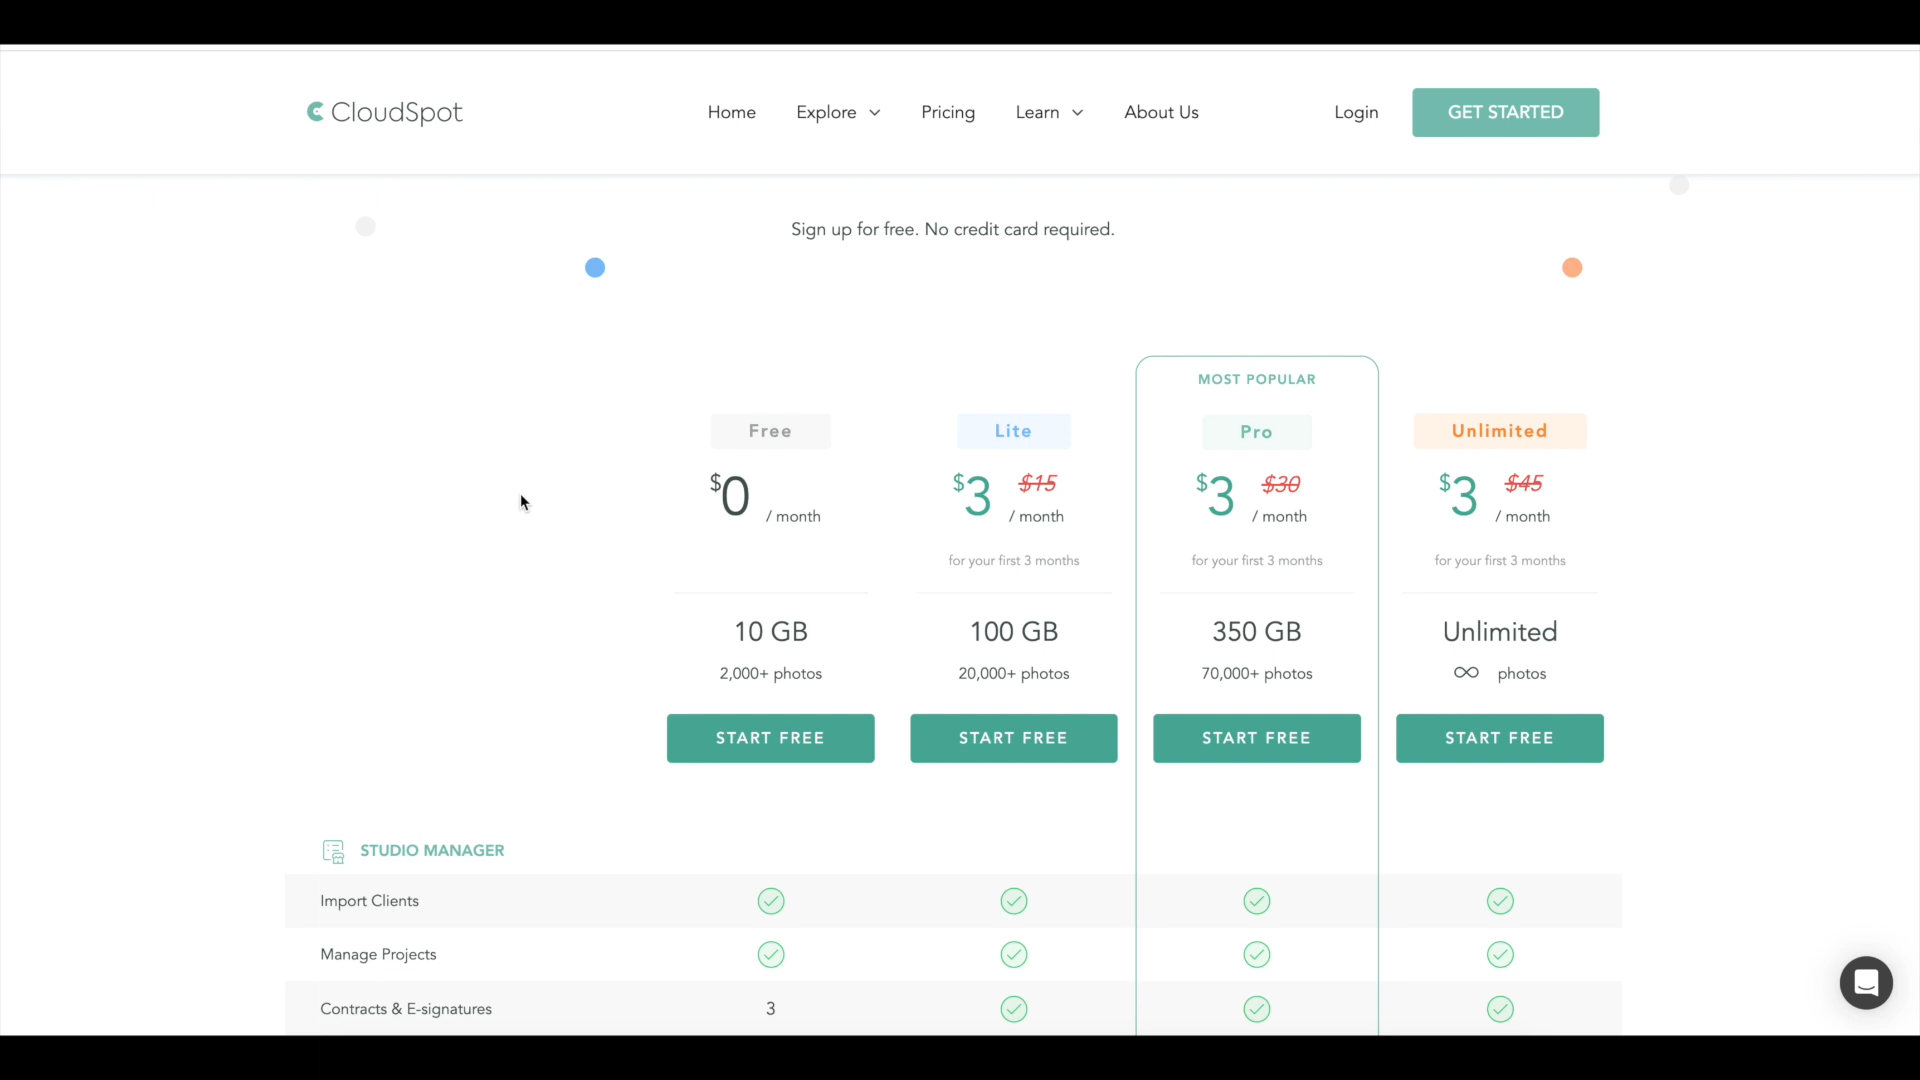 CloudSpot
Home Explore Pricing Learn About Us Login GET STARTED
Sign up for free. No credit card required.
MOST POPULAR
Free Lite Pro Unlimited
$0 / month $3 $15 / month $3 $30 / month $3 $45 / month
for your first 3 months for your first 3 months for your first 3 months
10 GB 100 GB 350 GB Unlimited
2,000+ photos 20,000+ photos 70,000+ photos ∞ photos
START FREE START FREE START FREE START FREE
STUDIO MANAGER
Import Clients
Manage Projects
Contracts & E-signatures 3